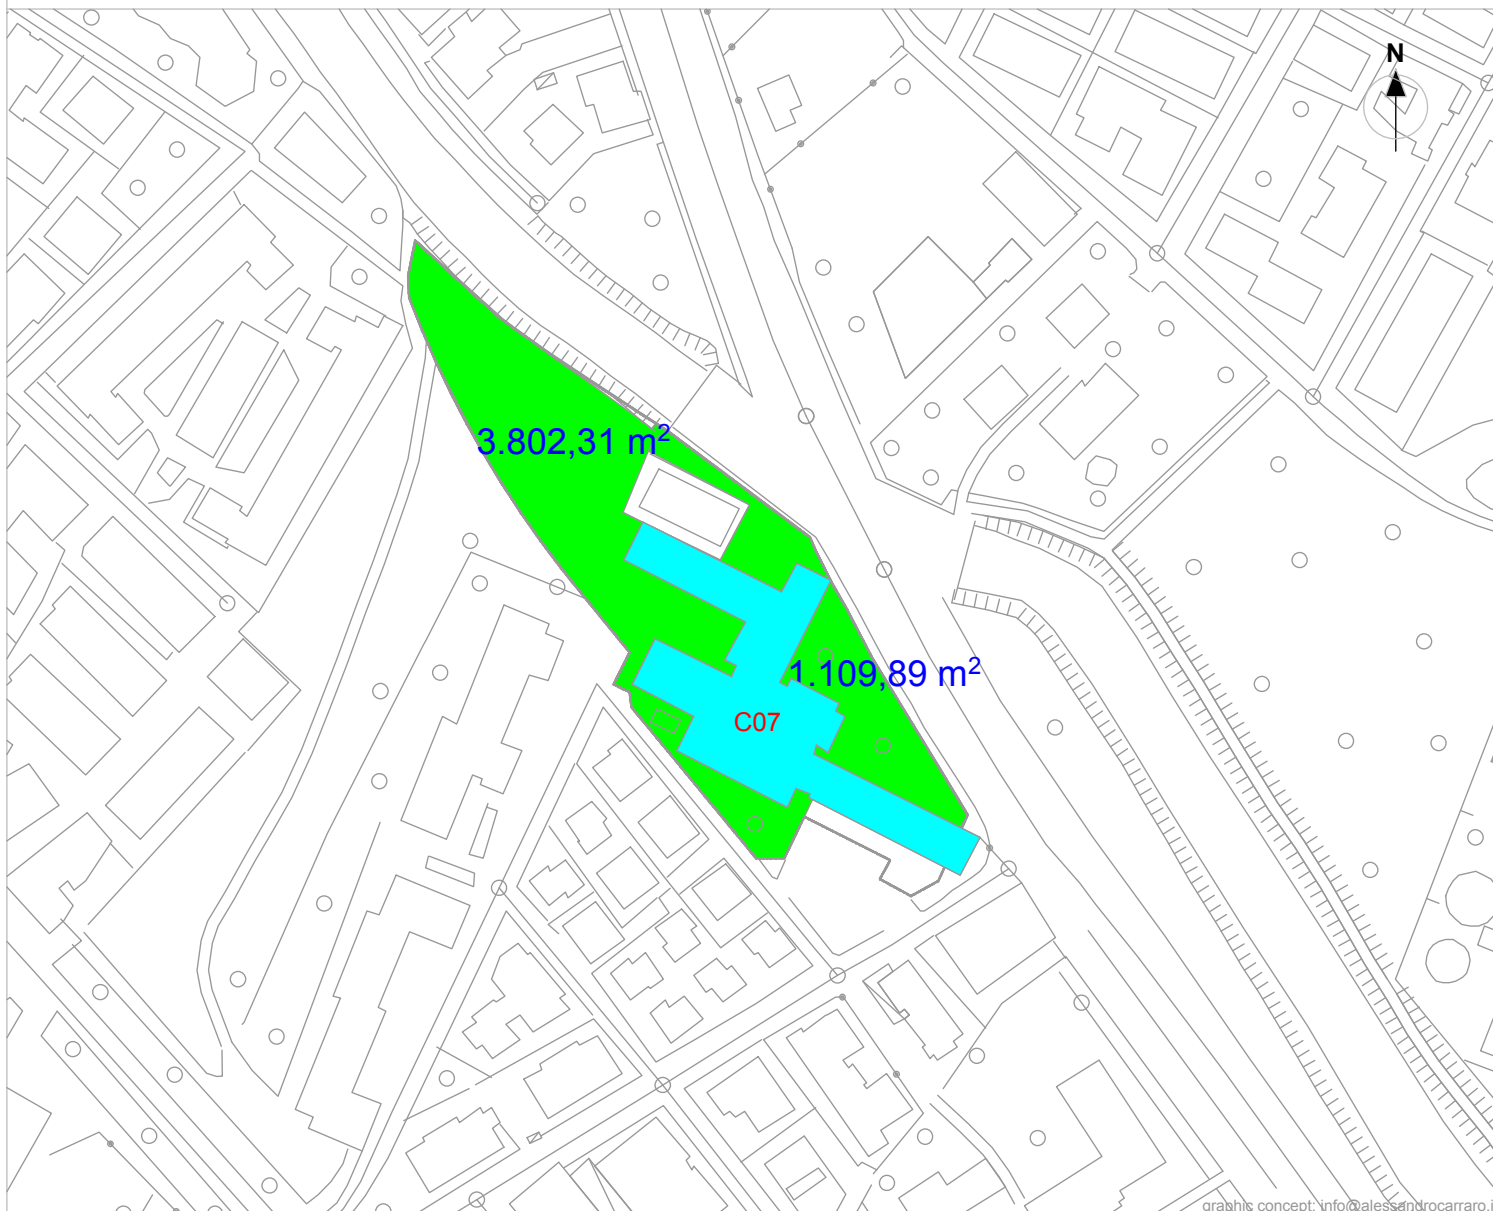 N
3.802,31 m²
1.109,89 m²
C07
graphic concept: info@alessandrocarraro.i